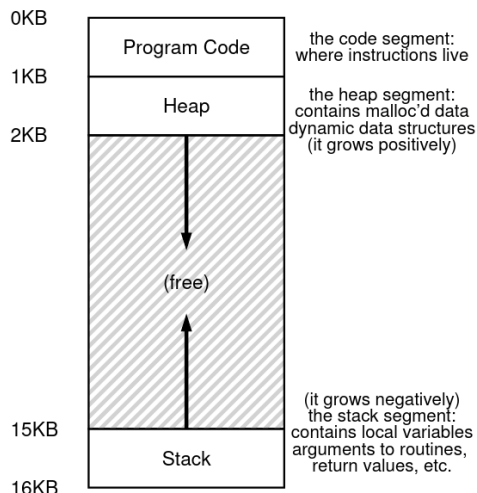 0KB
Program Code
the code segment:
where instructions live
1KB
Heap
the heap segment:
contains malloc’d data
dynamic data structures
(it grows positively)
2KB
(free)
(it grows negatively)
the stack segment:
contains local variables
arguments to routines,
return values, etc.
15KB
Stack
16KB